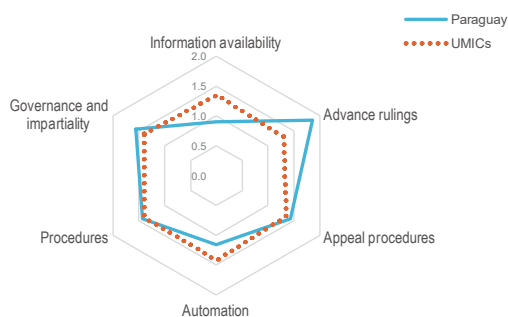 Paraguay
UMICs
Information availability
2.0
1.5
1.0
0.5
0.0
Governance and
impartiality
Advance rulings
Procedures
Appeal procedures
Automation